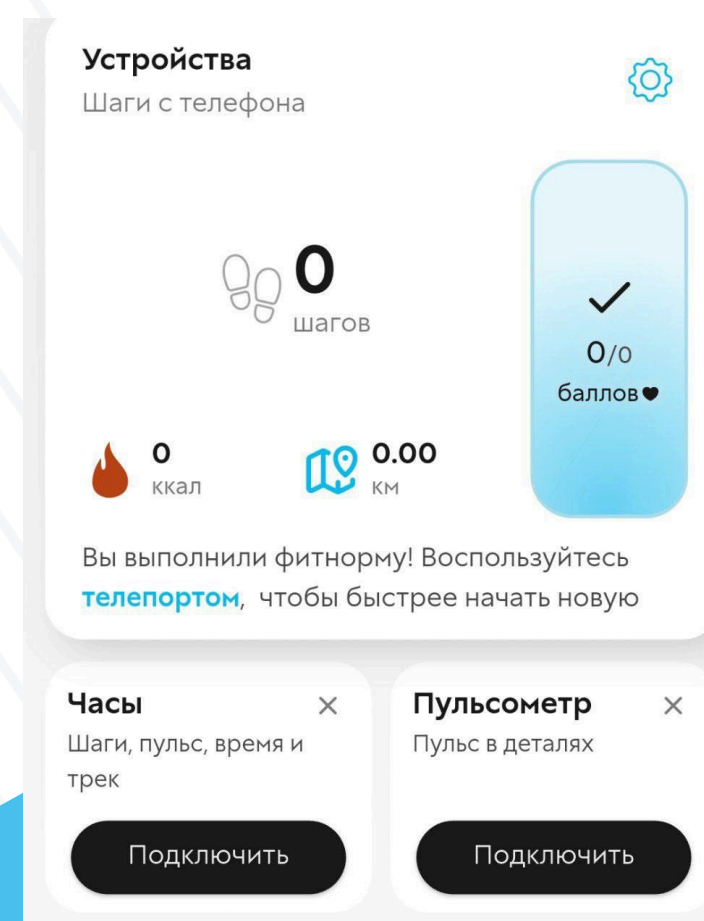 Устройства
Шаги с телефона
0
шагов
0/0
баллов
0
ккал
0.00
км
Вы выполнили фитнорму! Воспользуйтесь
телепортом, чтобы быстрее начать новую
Часы
Шаги, пульс, время и
трек
Подключить
Пульсометр
Пульс в деталях
Подключить